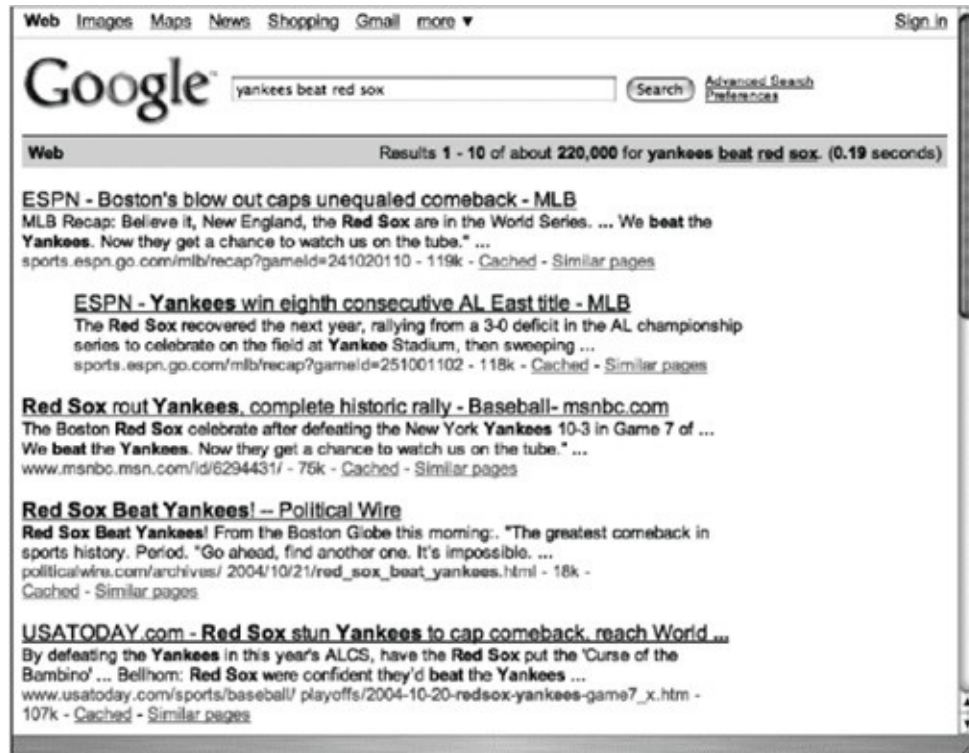 Web Images Maps News Shopping Gmail more ▼ Sign in
Google™ yankees beat red sox Search Advanced Search
Preferences
Web Results 1 - 10 of about 220,000 for yankees beat red sox. (0.19 seconds)
ESPN - Boston's blow out caps unequaled comeback - MLB
MLB Recap: Believe it, New England, the Red Sox are in the World Series. ... We beat the
Yankees. Now they get a chance to watch us on the tube." ...
sports.espn.go.com/mlb/recap?gameId=241020110 - 119k - Cached - Similar pages
ESPN - Yankees win eighth consecutive AL East title - MLB
The Red Sox recovered the next year, rallying from a 3-0 deficit in the AL championship
series to celebrate on the field at Yankee Stadium, then sweeping ...
sports.espn.go.com/mlb/recap?gameId=251001102 - 118k - Cached - Similar pages
Red Sox rout Yankees, complete historic rally - Baseball- msnbc.com
The Boston Red Sox celebrate after defeating the New York Yankees 10-3 in Game 7 of ...
We beat the Yankees. Now they get a chance to watch us on the tube." ...
www.msnbc.msn.com/id/6294431/ - 75k - Cached - Similar pages
Red Sox Beat Yankees! -- Political Wire
Red Sox Beat Yankees! From the Boston Globe this morning:. "The greatest comeback in
sports history. Period. "Go ahead, find another one. It's impossible. ...
politicalwire.com/archives/ 2004/10/21/red_sox_beat_yankees.html - 18k -
Cached - Similar pages
USATODAY.com - Red Sox stun Yankees to cap comeback, reach World ...
By defeating the Yankees in this year's ALCS, have the Red Sox put the 'Curse of the
Bambino' ... Bellhorn: Red Sox were confident they'd beat the Yankees ...
www.usatoday.com/sports/baseball/ playoffs/2004-10-20-redsox-yankees-game7_x.htm -
107k - Cached - Similar pages